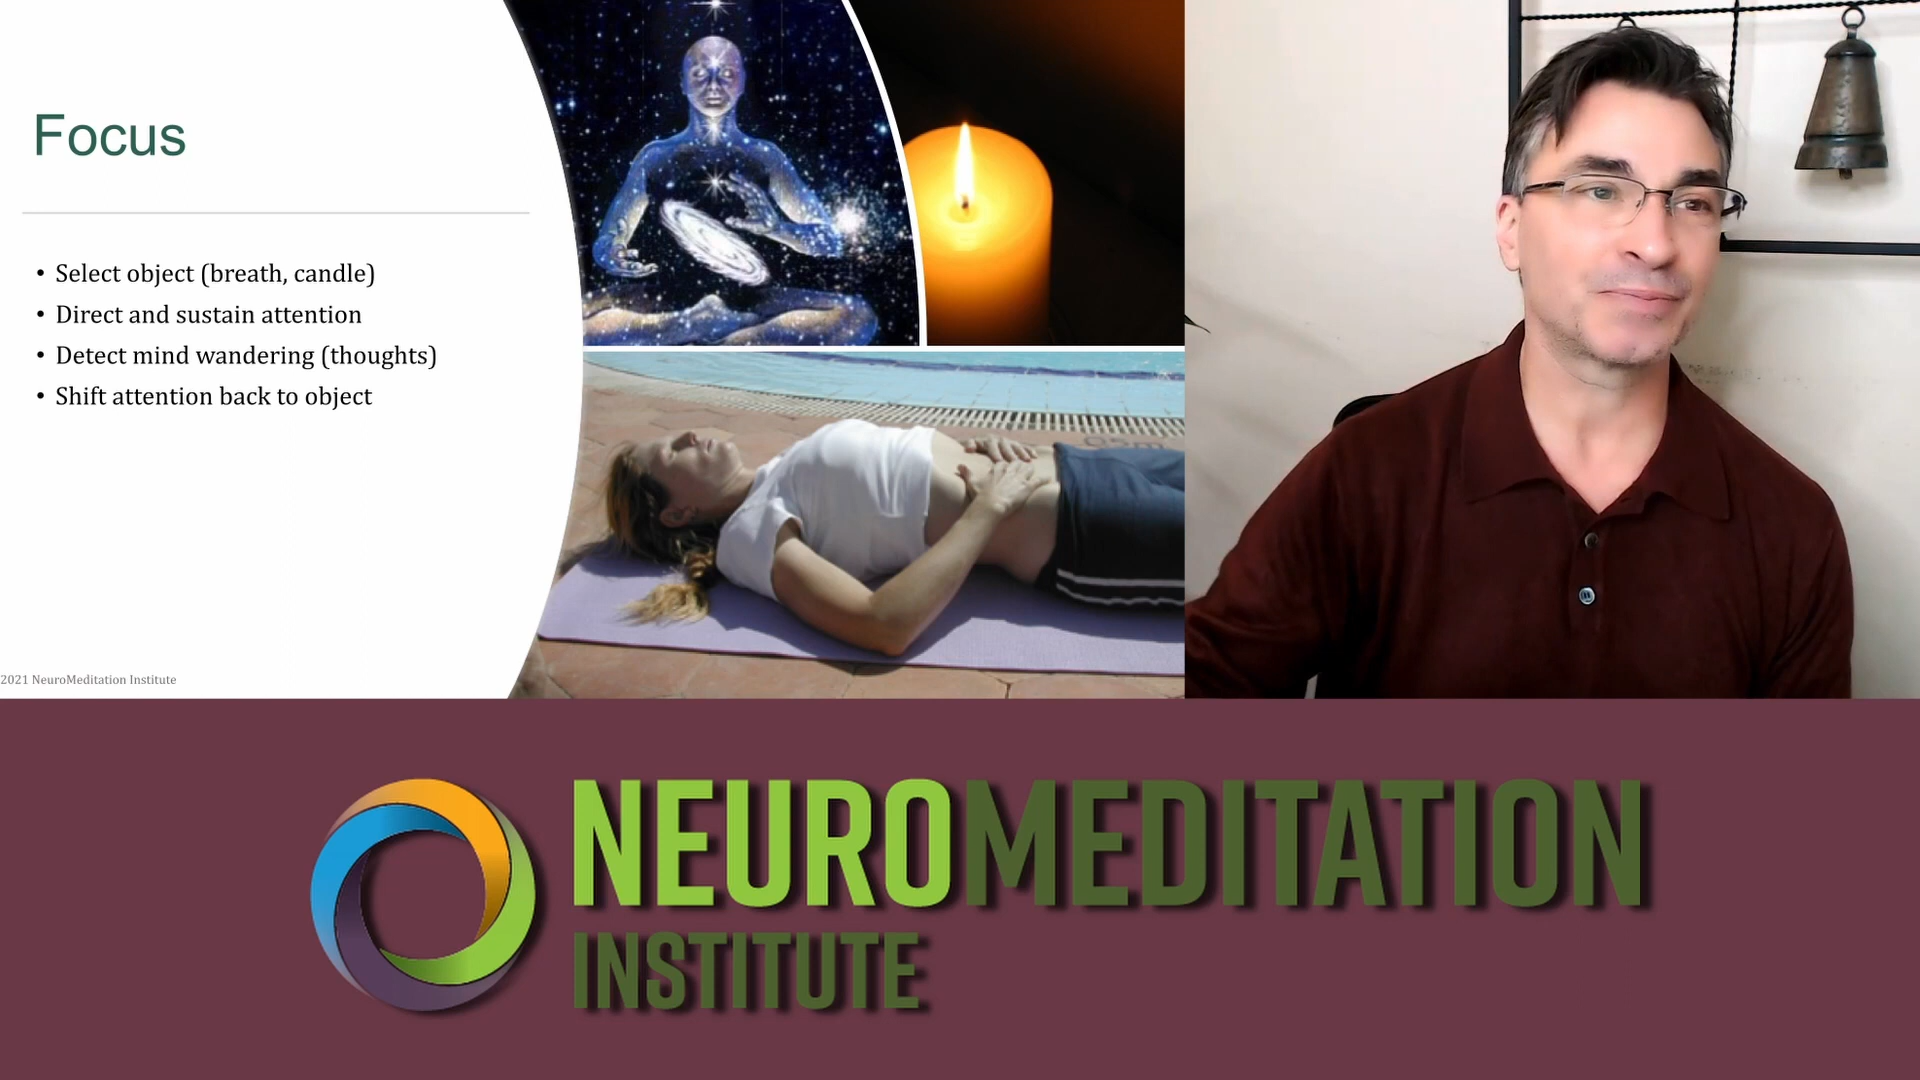 Focus
• Select object (breath, candle)
• Direct and sustain attention
• Detect mind wandering (thoughts)
• Shift attention back to object
2021 NeuroMeditation Institute
NEUROMEDITATION
INSTITUTE